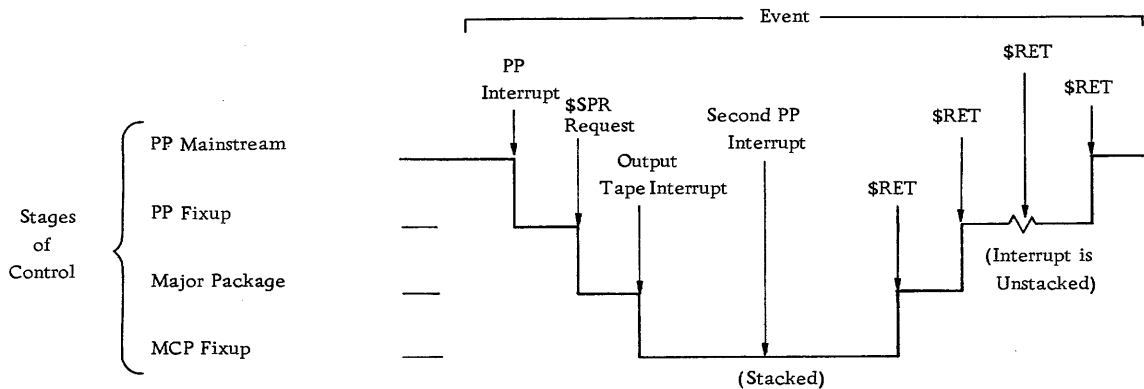 Event
$RET
PP
Interrupt
$RET
$SPR
Request
Second PP
Interrupt
$RET
PP Mainstream
Output
Tape Interrupt
$RET
Stages
of
Control
PP Fixup
(Interrupt is
Unstacked)
Major Package
MCP Fixup
(Stacked)